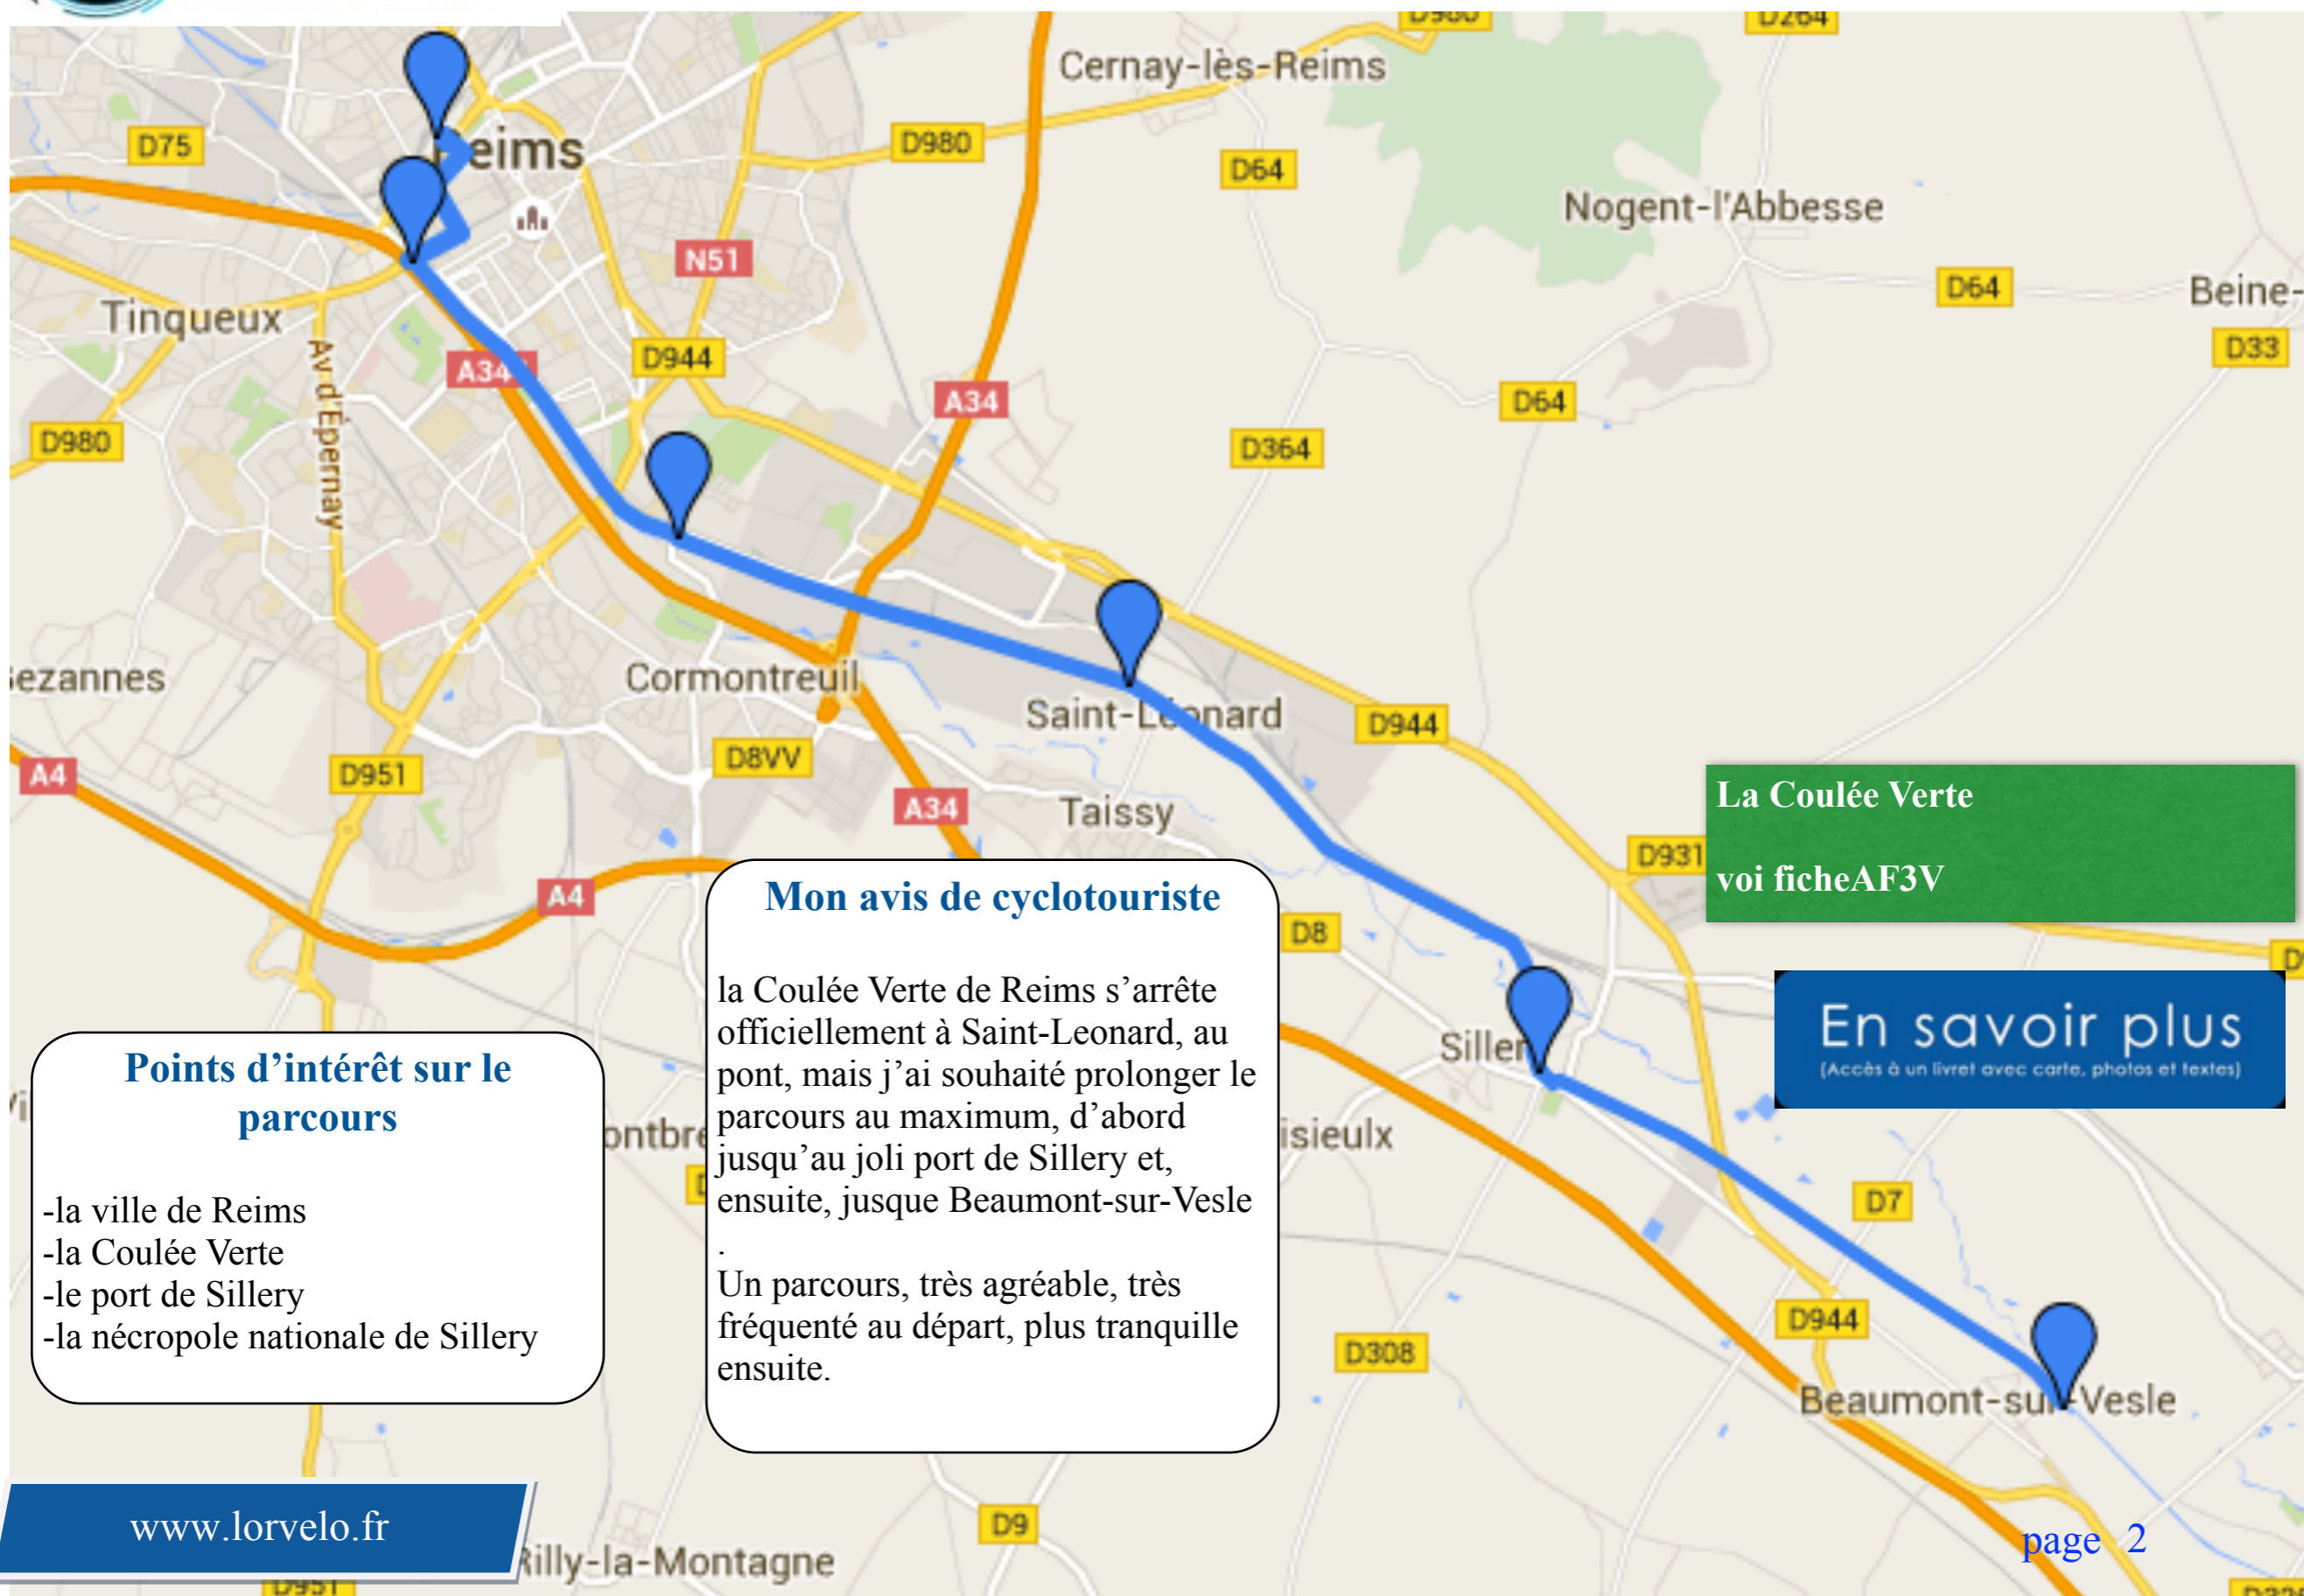 D980
D264
Cernay-lès-Reims
D75
Reims
D980
D64
Nogent-l'Abbesse
N51
D64
Beine-
Tinqueux
D33
A34
D944
Av d'Épernay
A34
D64
D980
D364
ezannes
Cormontreuil
Saint-Léonard
D944
A4
D951
D8VV
A34
Taissy
La Coulée Verte
voi ficheAF3V
D931
A4
D8
Mon avis de cyclotouriste
la Coulée Verte de Reims s’arrête
officiellement à Saint-Leonard, au
pont, mais j’ai souhaité prolonger le
parcours au maximum, d’abord
jusqu’au joli port de Sillery et,
ensuite, jusque Beaumont-sur-Vesle
.
Un parcours, très agréable, très
fréquenté au départ, plus tranquille
ensuite.
En savoir plus
(Accès à un livret avec carte, photos et textes)
Siller
Points d’intérêt sur le
parcours
-la ville de Reims
-la Coulée Verte
-le port de Sillery
-la nécropole nationale de Sillery
ontbre
isieulx
D7
D944
D308
Beaumont-sur-Vesle
www.lorvelo.fr
D9
page 2
Rilly-la-Montagne
D951